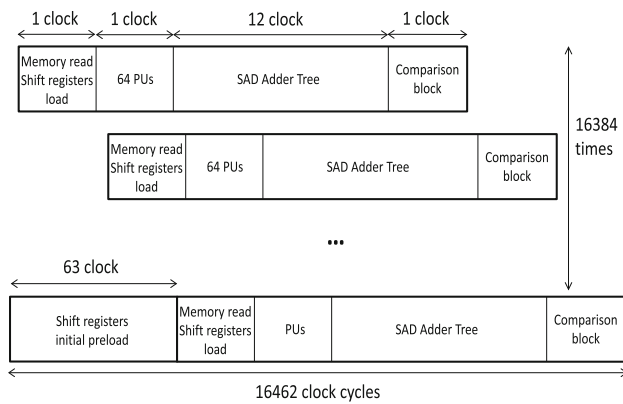 1 clock 1 clock 12 clock 1 clock
Memory read
Shift registers
load
64 PUs
SAD Adder Tree
Comparison
block
Memory read
Shift registers
load
64 PUs
SAD Adder Tree
Comparison
block
16384
times
...
63 clock
Shift registers
initial preload
Memory read
Shift registers
load
PUs
SAD Adder Tree
Comparison
block
16462 clock cycles